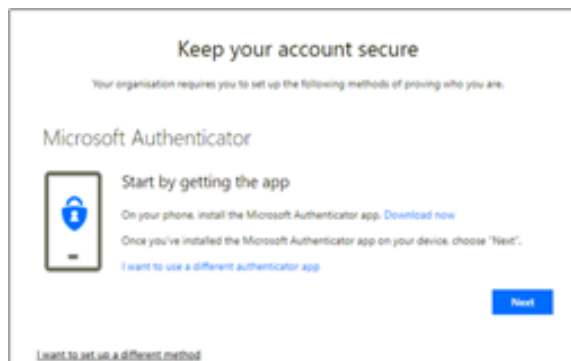 Keep your account secure
Your organisation requires you to set up the following methods of proving who you are.
Microsoft Authenticator
Start by getting the app
On your phone, install the Microsoft Authenticator app. Download now
Once you've installed the Microsoft Authenticator app on your device, choose "Next".
I want to use a different authenticator app
Next
I want to set up a different method